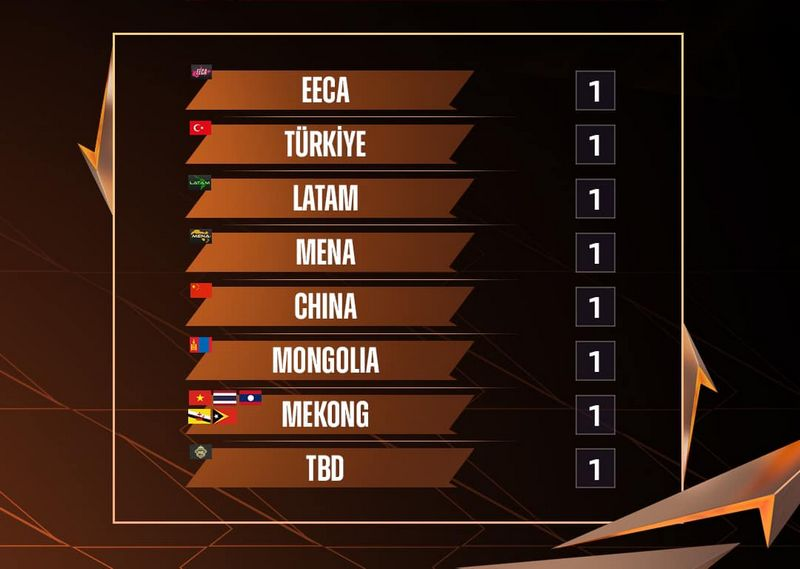 EECA 1
TÜRKİYE 1
LATAM 1
MENA 1
CHINA 1
MONGOLIA 1
MEKONG 1
TBD 1